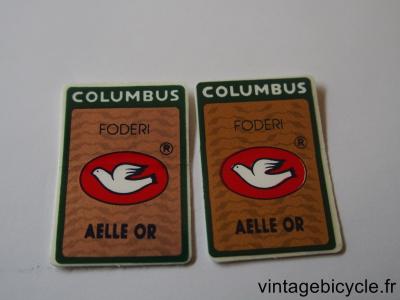 COLUMBUS
FODERI
®
AELLE OR
COLUMBUS
FODERI
®
AELLE OR
vintagebicycle.fr